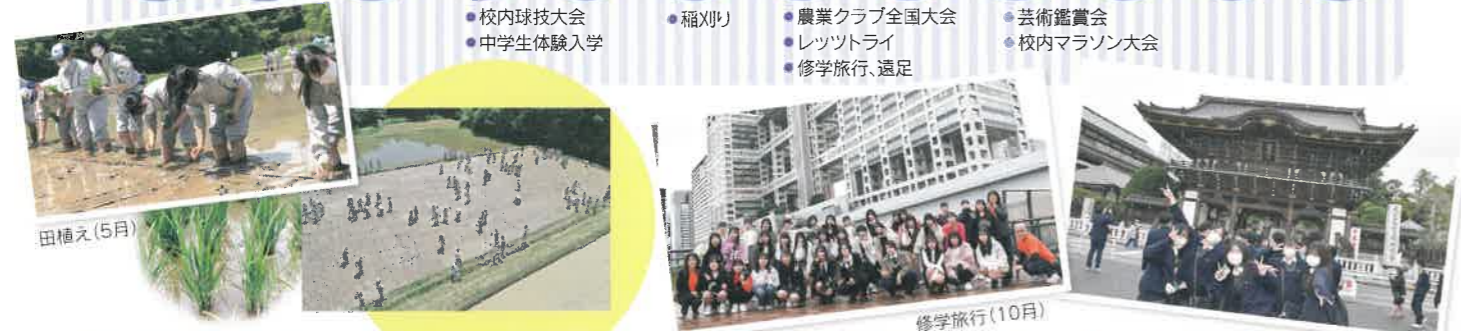 ●校内球技大会
●中学生体験入学
●稲刈り
●農業クラブ全国大会
●レッツトライ
●修学旅行、遠足
●芸術鑑賞会
●校内マラソン大会
田植え(5月)
修学旅行(10月)